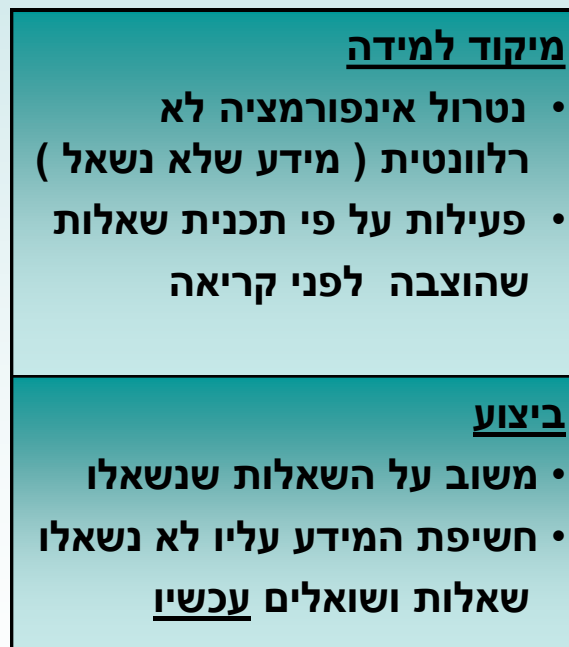 מיקוד למידה
• נטרול אינפורמציה לא
רלוונטית ( מידע שלא נשאל )
• פעילות על פי תכנית שאלות
שהוצבה לפני קריאה
ביצוע
• משוב על השאלות שנשאלו
• חשיפת המידע עליו לא נשאלו
שאלות ושואלים עכשיו